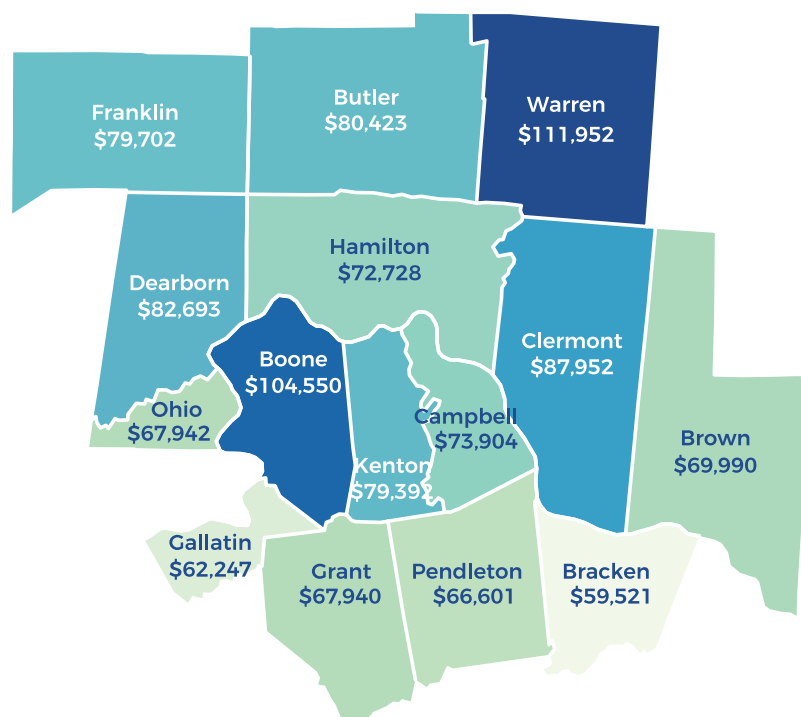 Franklin
$79,702
Butler
$80,423
Warren
$111,952
Dearborn
$82,693
Hamilton
$72,728
Clermont
$87,952
Boone
$104,550
Ohio
$67,942
Campbell
$73,904
Kenton
$79,392
Brown
$69,990
Gallatin
$62,247
Grant
$67,940
Pendleton
$66,601
Bracken
$59,521